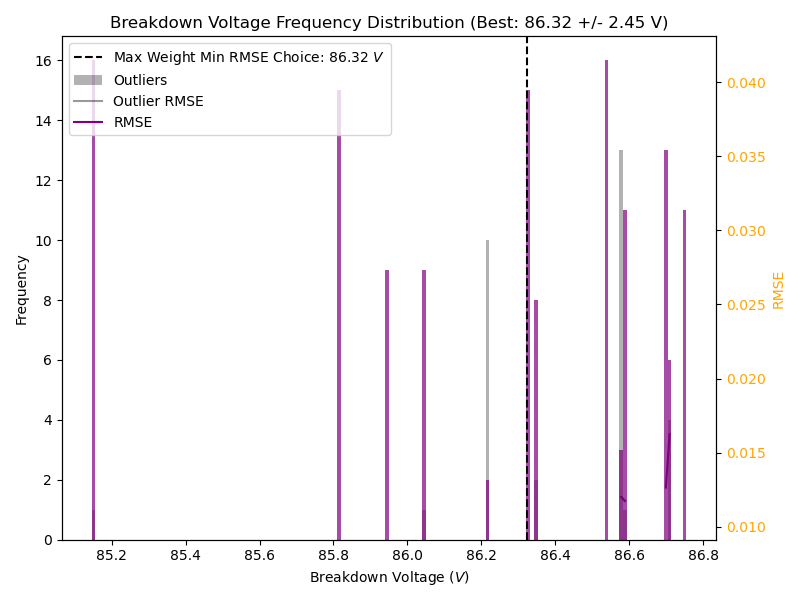 Breakdown Voltage Frequency Distribution (Best: 86.32 +/- 2.45 V)
Max Weight Min RMSE Choice: 86.32 V
Outliers
Outlier RMSE
RMSE
16
14
12
10
8
6
4
2
0
Frequency
85.2 85.4 85.6 85.8 86.0 86.2 86.4 86.6 86.8
Breakdown Voltage (V)
0.040
0.035
0.030
0.025
0.020
0.015
0.010
RMSE